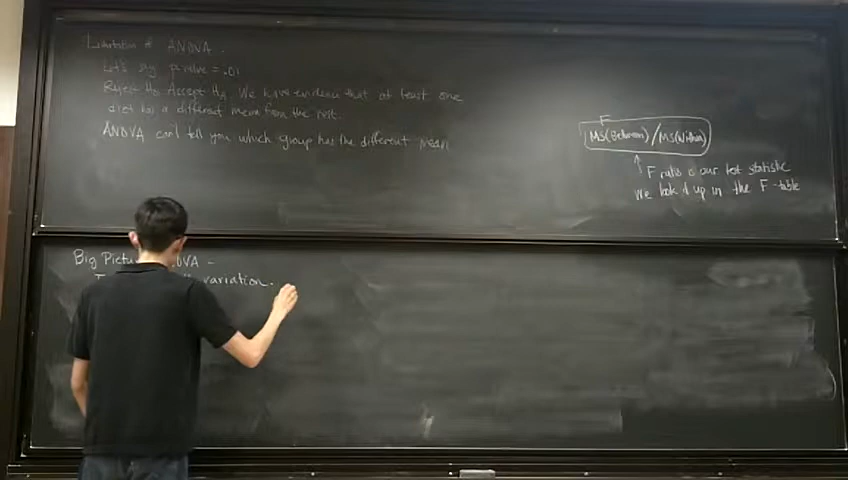 Limitation of ANOVA.
Let's say p-value = .01
Reject H₀ Accept Hₐ. We have evidence that at least one
diet has a different mean from the rest.
ANOVA can't tell you which group has the different mean
F
MS(Between)/MS(Within)
F ratio is our test statistic
We look it up in the F-table
Big Pictu OVA -
variation.